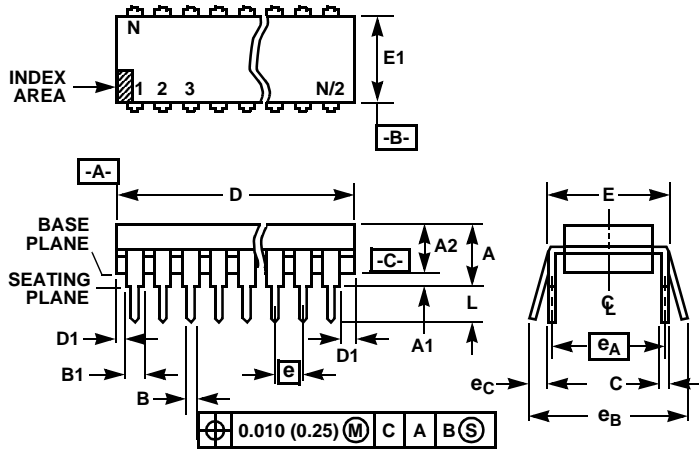 N
E1
INDEX
AREA
1 2 3 N/2
-B-
-A-
D
E
BASE
PLANE
-C-
A2
A
SEATING
PLANE
L
D1
B1
A1
D1
e
B
℄
eA
eC
C
eB
⌖ 0.010 (0.25) Ⓜ C A B Ⓢ